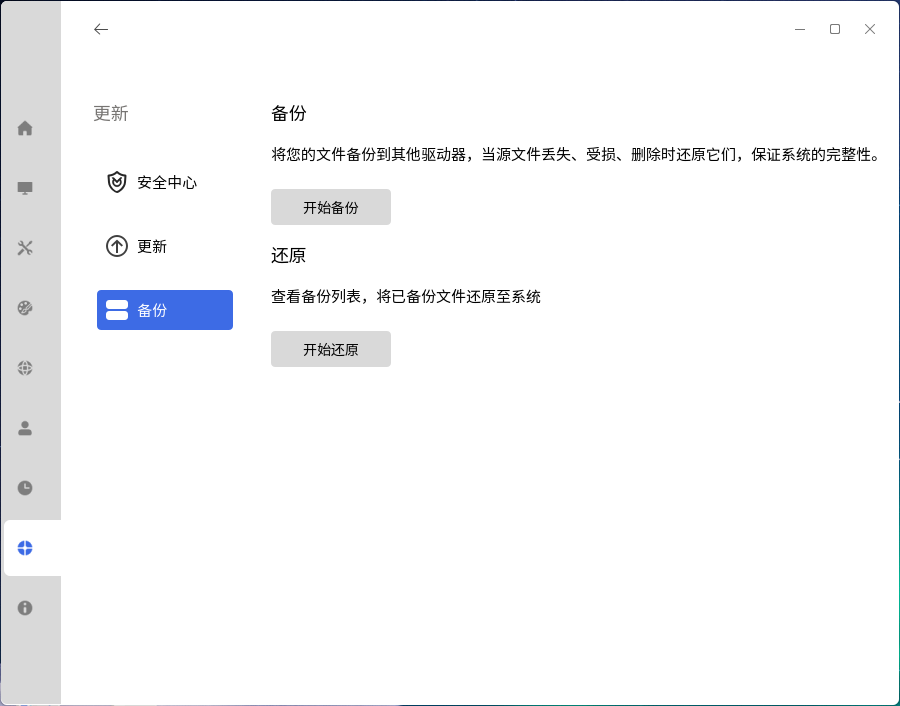 更新
安全中心
更新
备份
备份
将您的文件备份到其他驱动器，当源文件丢失、受损、删除时还原它们，保证系统的完整性。
开始备份
还原
查看备份列表，将已备份文件还原至系统
开始还原